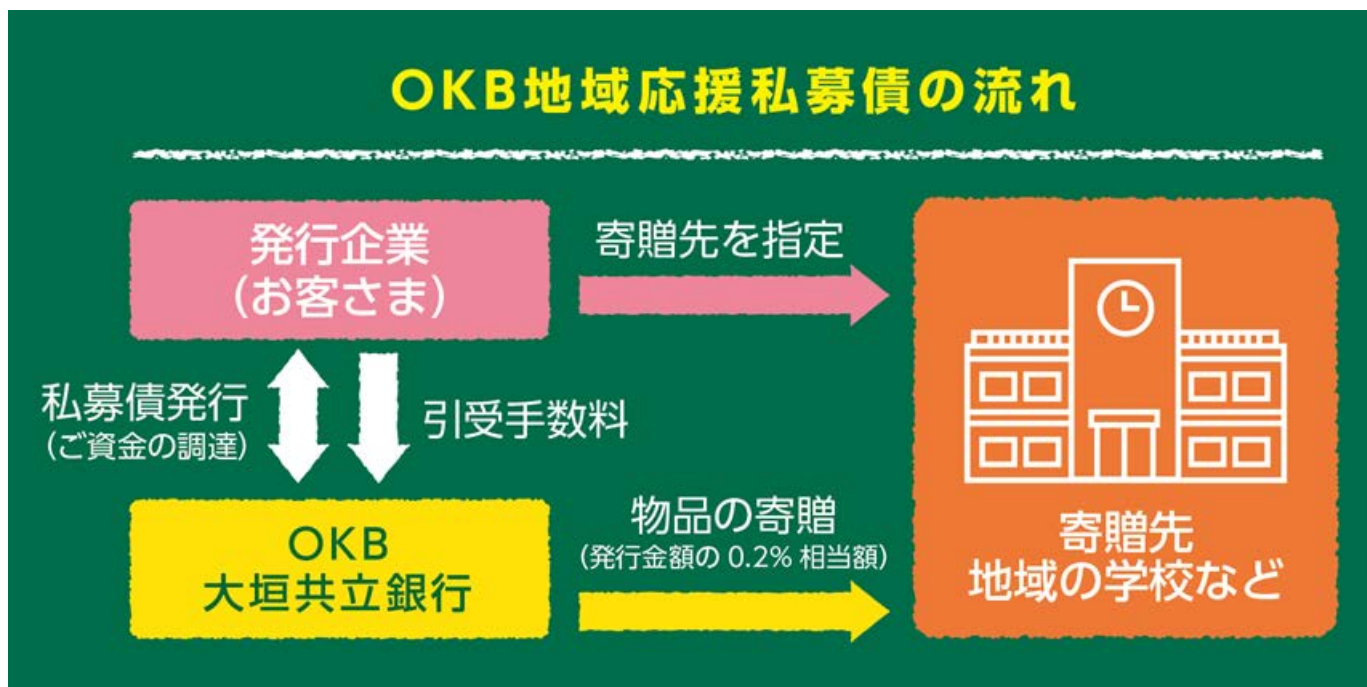 OKB地域応援私募債の流れ
発行企業
(お客さま)
寄贈先を指定
私募債発行
(ご資金の調達)
引受手数料
OKB
大垣共立銀行
物品の寄贈
(発行金額の 0.2% 相当額)
寄贈先
地域の学校など